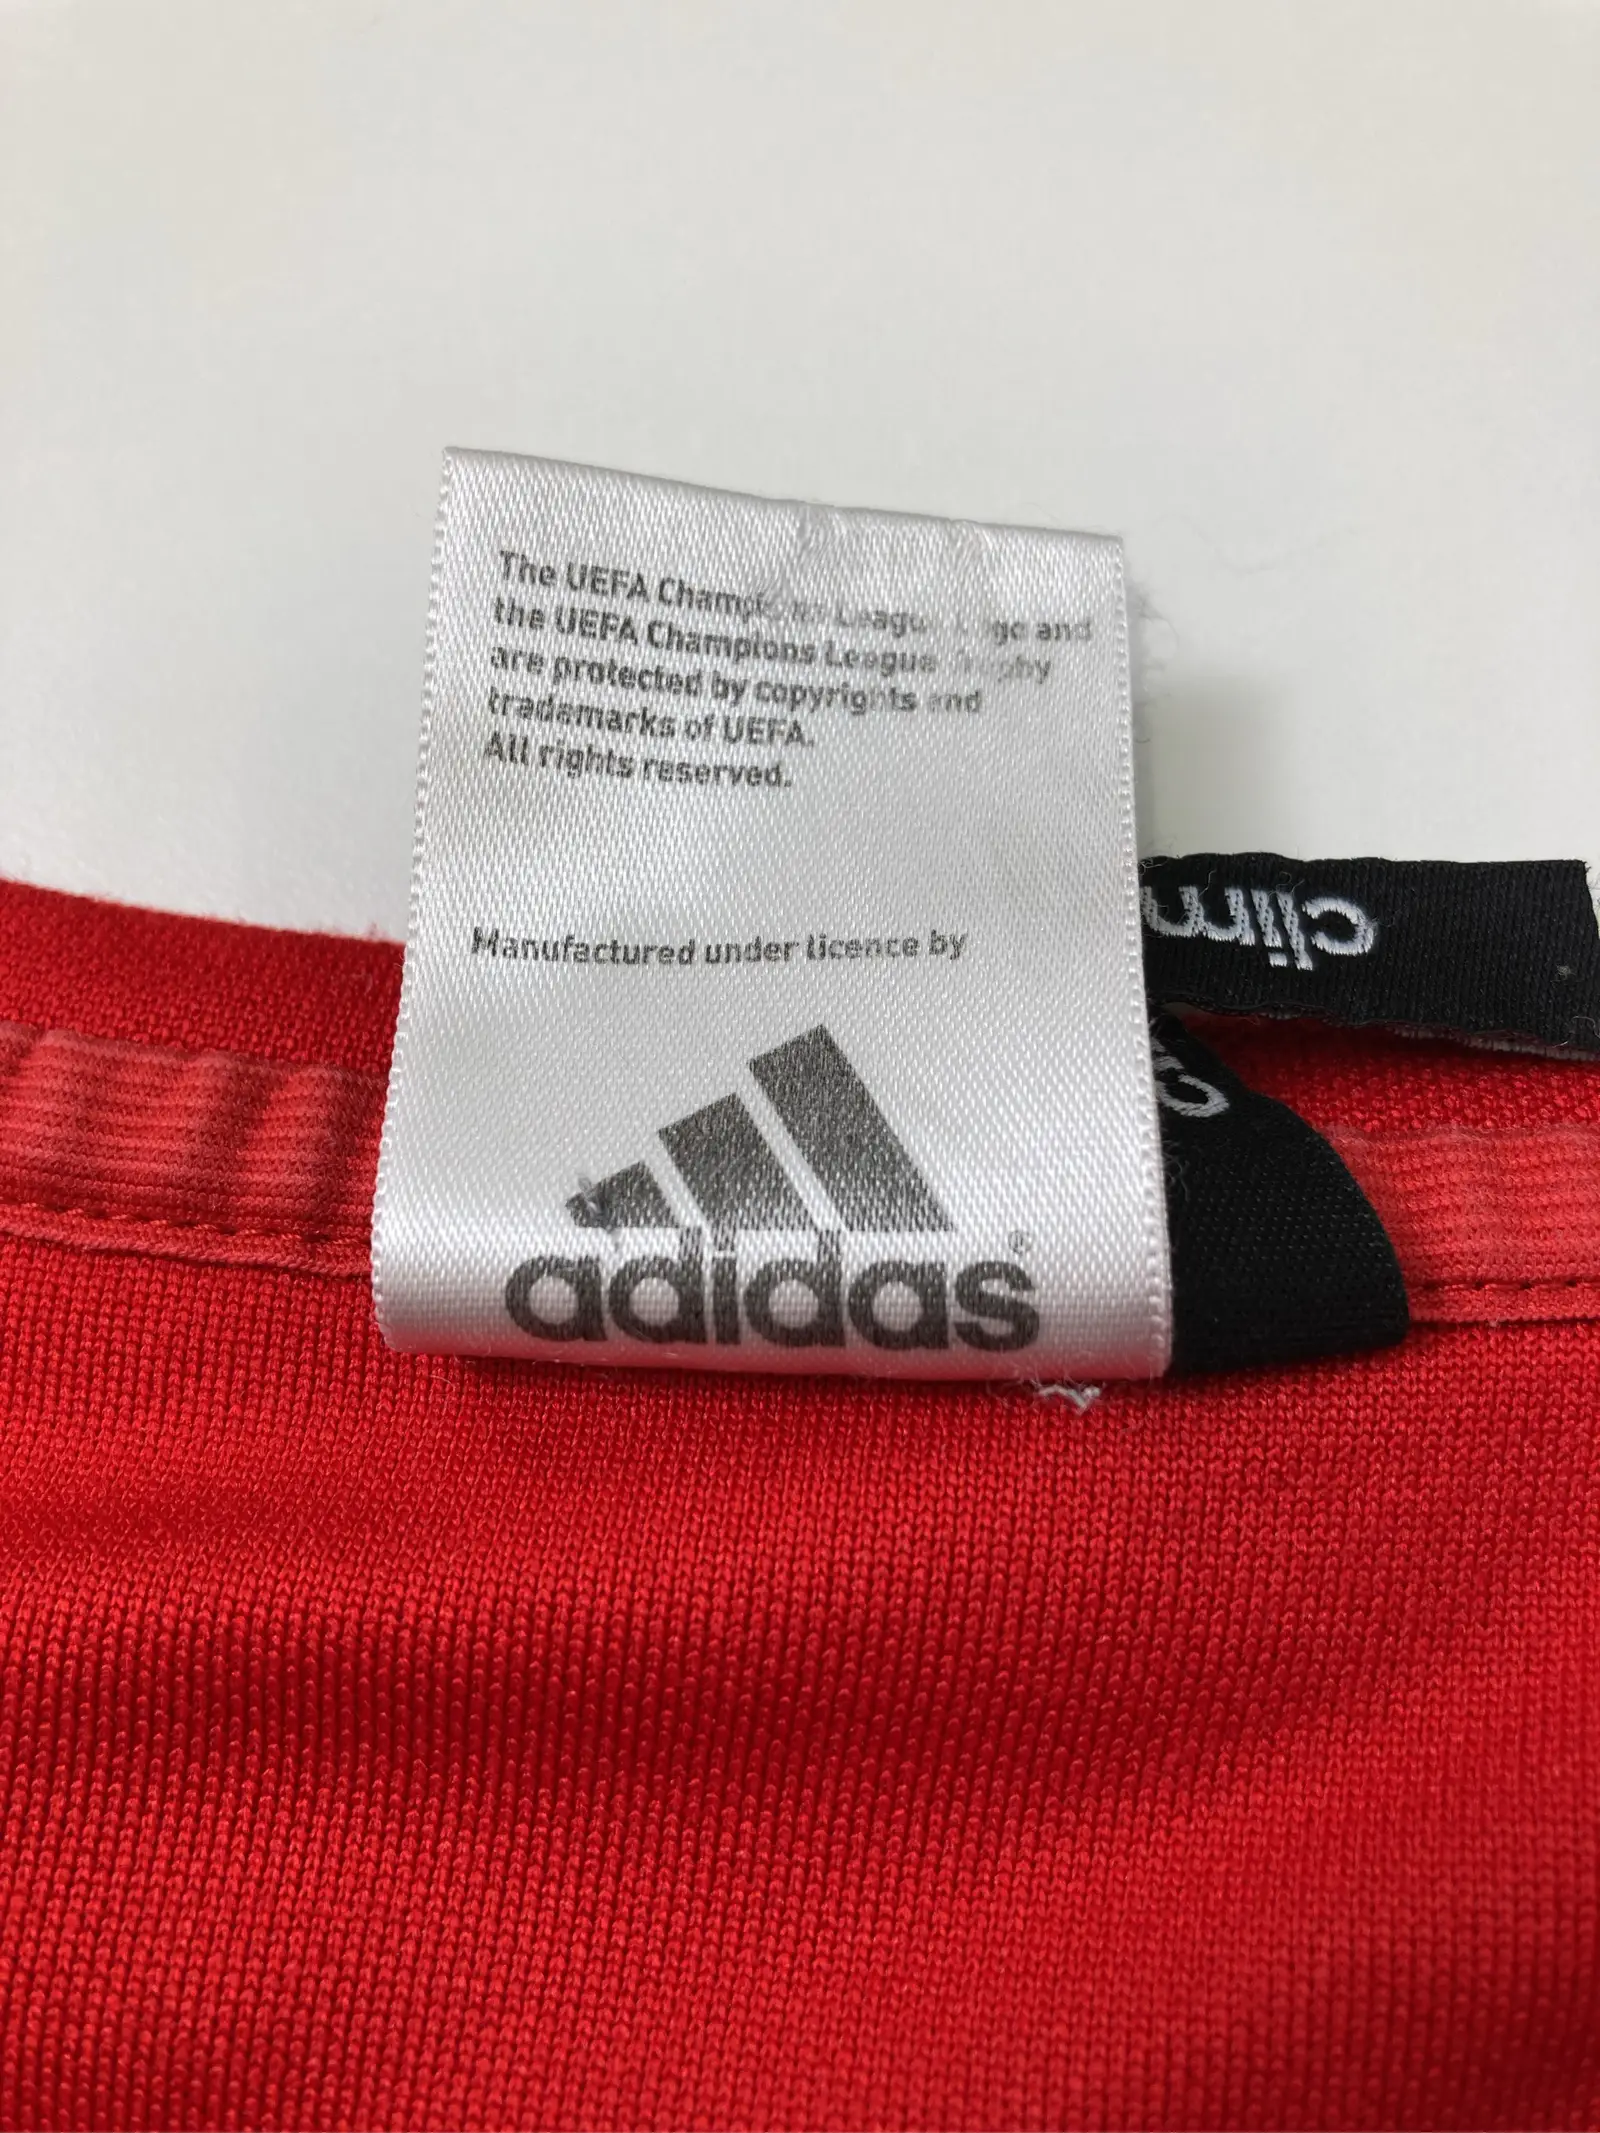 The UEFA Champions League Logo and
the UEFA Champions League Trophy
are protected by copyrights and
trademarks of UEFA.
All rights reserved.
Manufactured under licence by
adidas®
clim